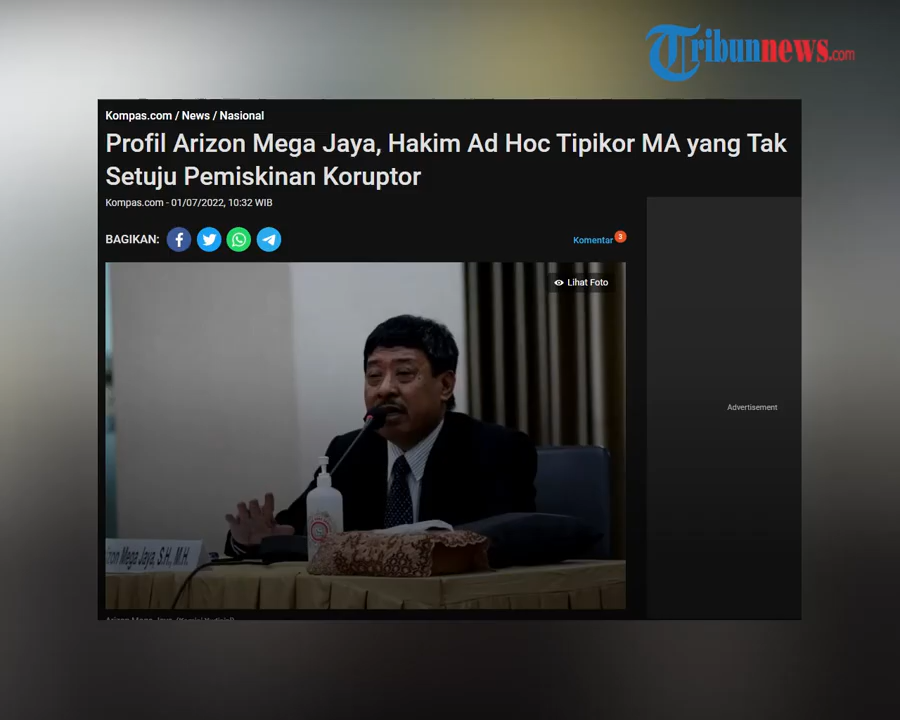 Tribunnews.com
Kompas.com / News / Nasional
Profil Arizon Mega Jaya, Hakim Ad Hoc Tipikor MA yang Tak
Setuju Pemiskinan Koruptor
Kompas.com - 01/07/2022, 10:32 WIB
BAGIKAN:
Komentar 3
Lihat Foto
Advertisement
Mega Jaya, S.H., M.H.